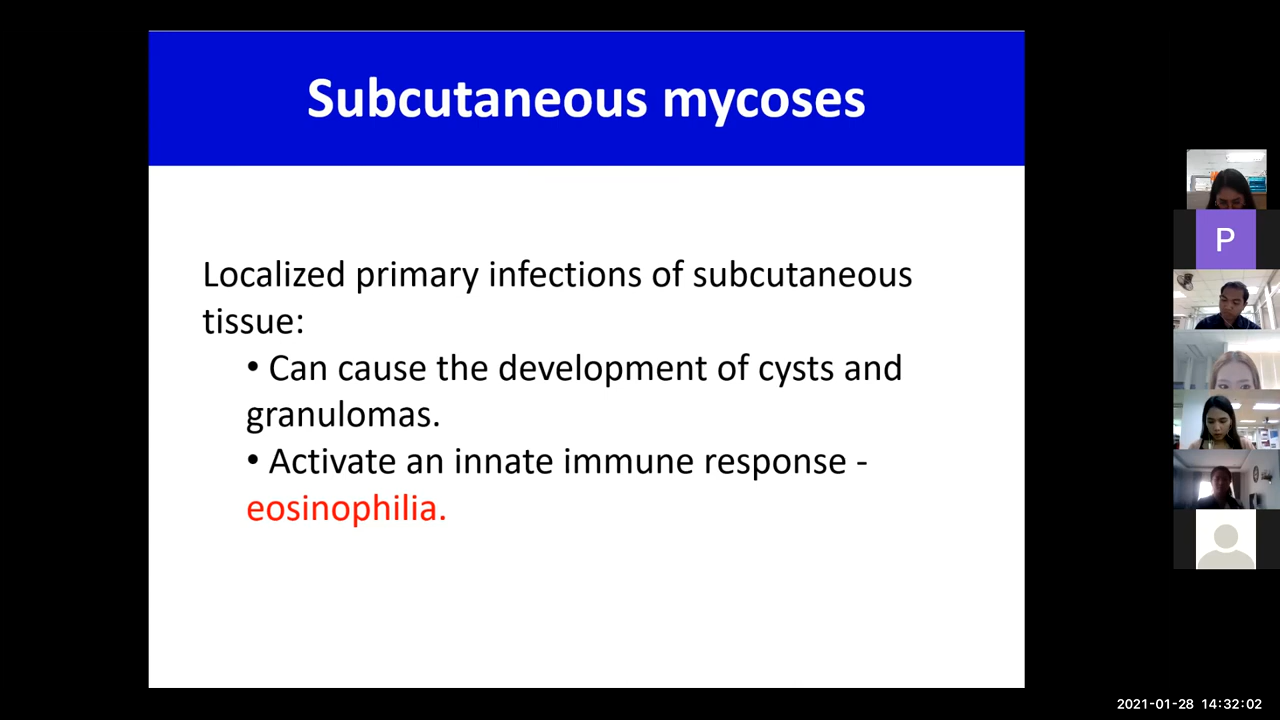 Subcutaneous mycoses
Localized primary infections of subcutaneous
tissue:
• Can cause the development of cysts and
granulomas.
• Activate an innate immune response -
eosinophilia.
P
2021-01-28 14:32:02